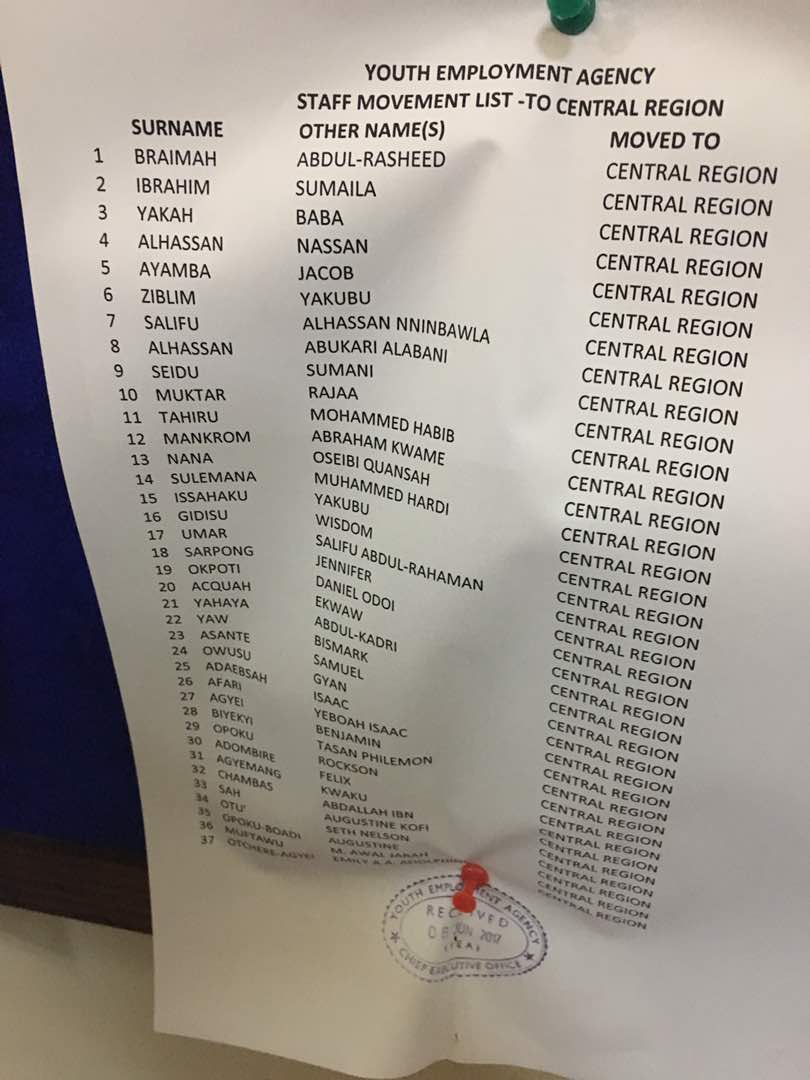 YOUTH EMPLOYMENT AGENCY
STAFF MOVEMENT LIST -TO CENTRAL REGION
SURNAME OTHER NAME(S) MOVED TO
1 BRAIMAH ABDUL-RASHEED CENTRAL REGION
2 IBRAHIM SUMAILA CENTRAL REGION
3 YAKAH BABA CENTRAL REGION
4 ALHASSAN NASSAN CENTRAL REGION
5 AYAMBA JACOB CENTRAL REGION
6 ZIBLIM YAKUBU CENTRAL REGION
7 SALIFU ALHASSAN NNINBAWLA CENTRAL REGION
8 ALHASSAN ABUKARI ALABANI CENTRAL REGION
9 SEIDU SUMANI CENTRAL REGION
10 MUKTAR RAJAA CENTRAL REGION
11 TAHIRU MOHAMMED HABIB CENTRAL REGION
12 MANKROM ABRAHAM KWAME CENTRAL REGION
13 NANA OSEIBI QUANSAH CENTRAL REGION
14 SULEMANA MUHAMMED HARDI CENTRAL REGION
15 ISSAHAKU YAKUBU CENTRAL REGION
16 GIDISU WISDOM CENTRAL REGION
17 UMAR SALIFU ABDUL-RAHAMAN CENTRAL REGION
18 SARPONG JENNIFER CENTRAL REGION
19 OKPOTI DANIEL ODOI CENTRAL REGION
20 ACQUAH EKWAW CENTRAL REGION
21 YAHAYA ABDUL-KADRI CENTRAL REGION
22 YAW BISMARK CENTRAL REGION
23 ASANTE SAMUEL CENTRAL REGION
24 OWUSU GYAN CENTRAL REGION
25 ADAEBSAH ISAAC CENTRAL REGION
26 AFARI YEBOAH ISAAC CENTRAL REGION
27 AGYEI BENJAMIN CENTRAL REGION
28 BIYEKYI TASAN PHILEMON CENTRAL REGION
29 OPOKU ROCKSON CENTRAL REGION
30 ADOMBIRE FELIX CENTRAL REGION
31 AGYEMANG KWAKU CENTRAL REGION
32 CHAMBAS ABDALLAH IBN CENTRAL REGION
33 SAH AUGUSTINE KOFI CENTRAL REGION
34 OTU' SETH NELSON CENTRAL REGION
35 OPOKU-BOADI AUGUSTINE CENTRAL REGION
36 MUFTAWU M. AWAL JARAH CENTRAL REGION
37 OTCHERE-AGYEI EMILY A.A. CENTRAL REGION
YOUTH EMPLOYMENT AGENCY
RECEIVED
08 JUN 2017
(YEA)
CHIEF EXECUTIVE OFFICE